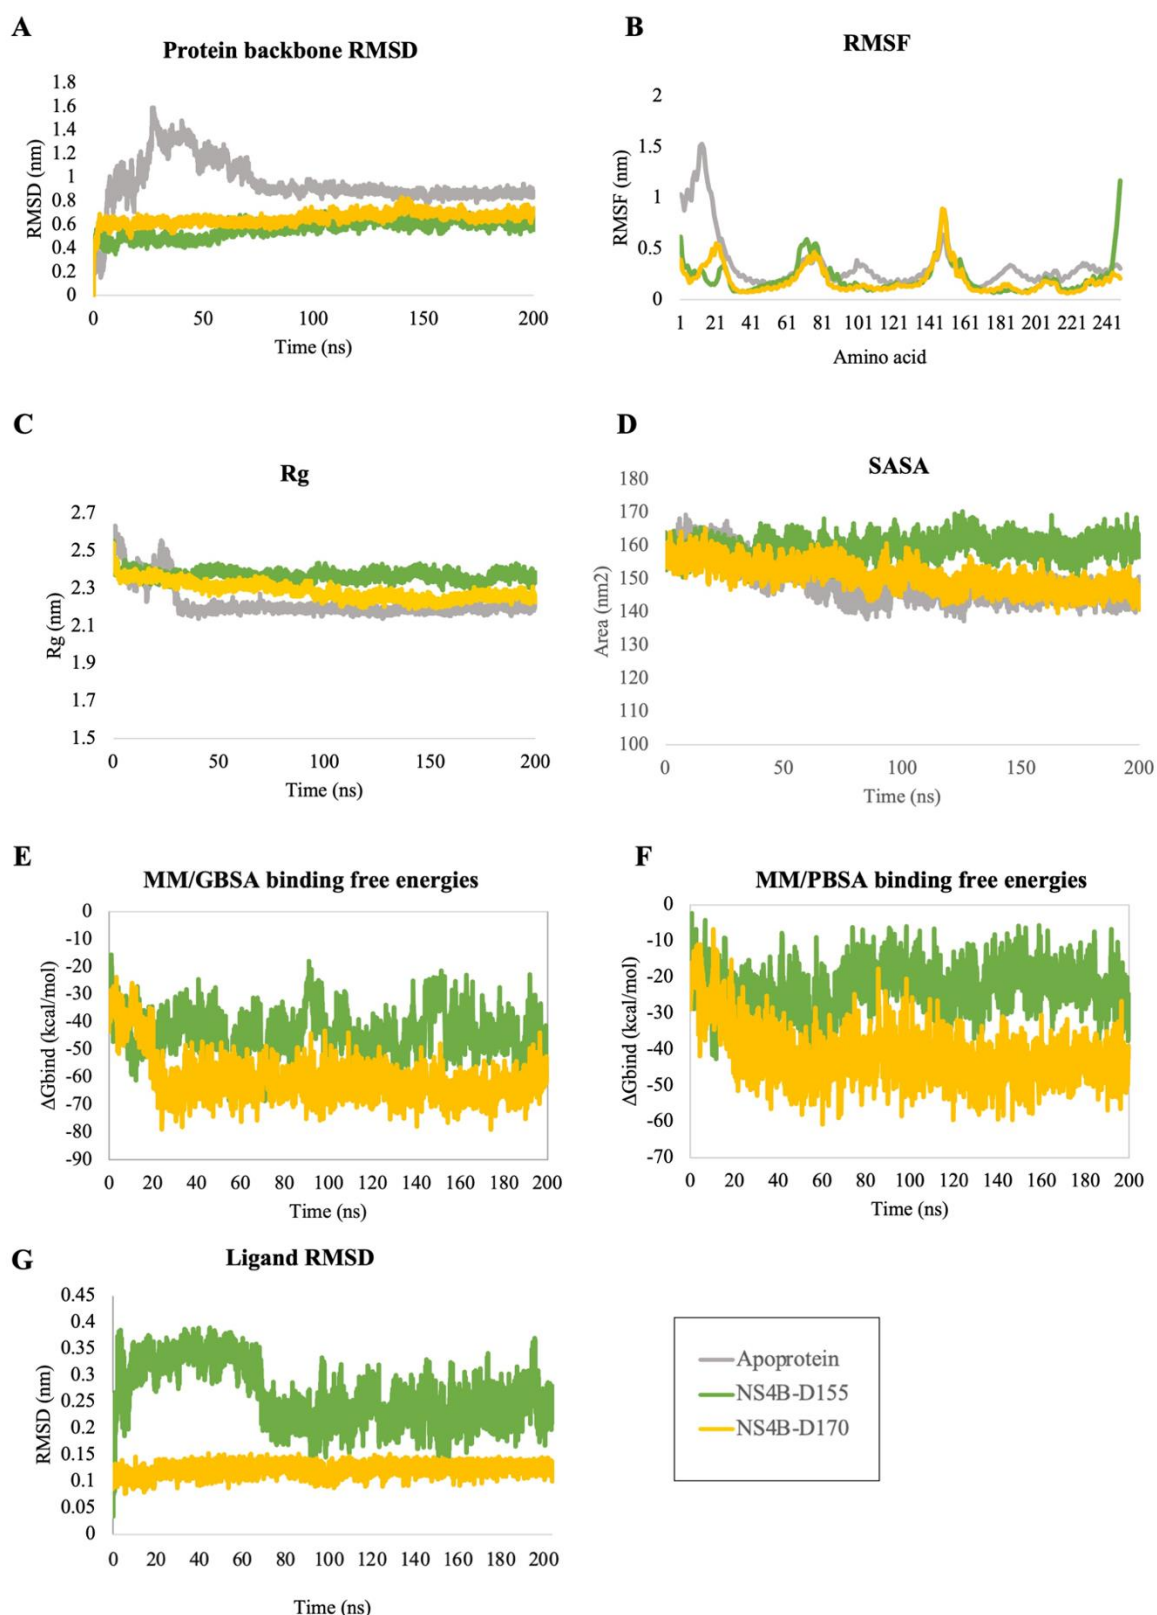 A
Protein backbone RMSD
RMSD (nm)
1.8
1.6
1.4
1.2
1
0.8
0.6
0.4
0.2
0
0 50 100 150 200
Time (ns)
B
RMSF
RMSF (nm)
2
1.5
1
0.5
0
1 21 41 61 81 101 121 141 161 181 201 221 241
Amino acid
C
Rg
Rg (nm)
2.7
2.5
2.3
2.1
1.9
1.7
1.5
0 50 100 150 200
Time (ns)
D
SASA
Area (nm2)
180
170
160
150
140
130
120
110
100
0 50 100 150 200
Time (ns)
E
MM/GBSA binding free energies
ΔGbind (kcal/mol)
0
-10
-20
-30
-40
-50
-60
-70
-80
-90
0 20 40 60 80 100 120 140 160 180 200
Time (ns)
F
MM/PBSA binding free energies
ΔGbind (kcal/mol)
0
-10
-20
-30
-40
-50
-60
-70
0 20 40 60 80 100 120 140 160 180 200
Time (ns)
G
Ligand RMSD
RMSD (nm)
0.45
0.4
0.35
0.3
0.25
0.2
0.15
0.1
0.05
0
0 20 40 60 80 100 120 140 160 180 200
Time (ns)
Apoprotein
NS4B-D155
NS4B-D170